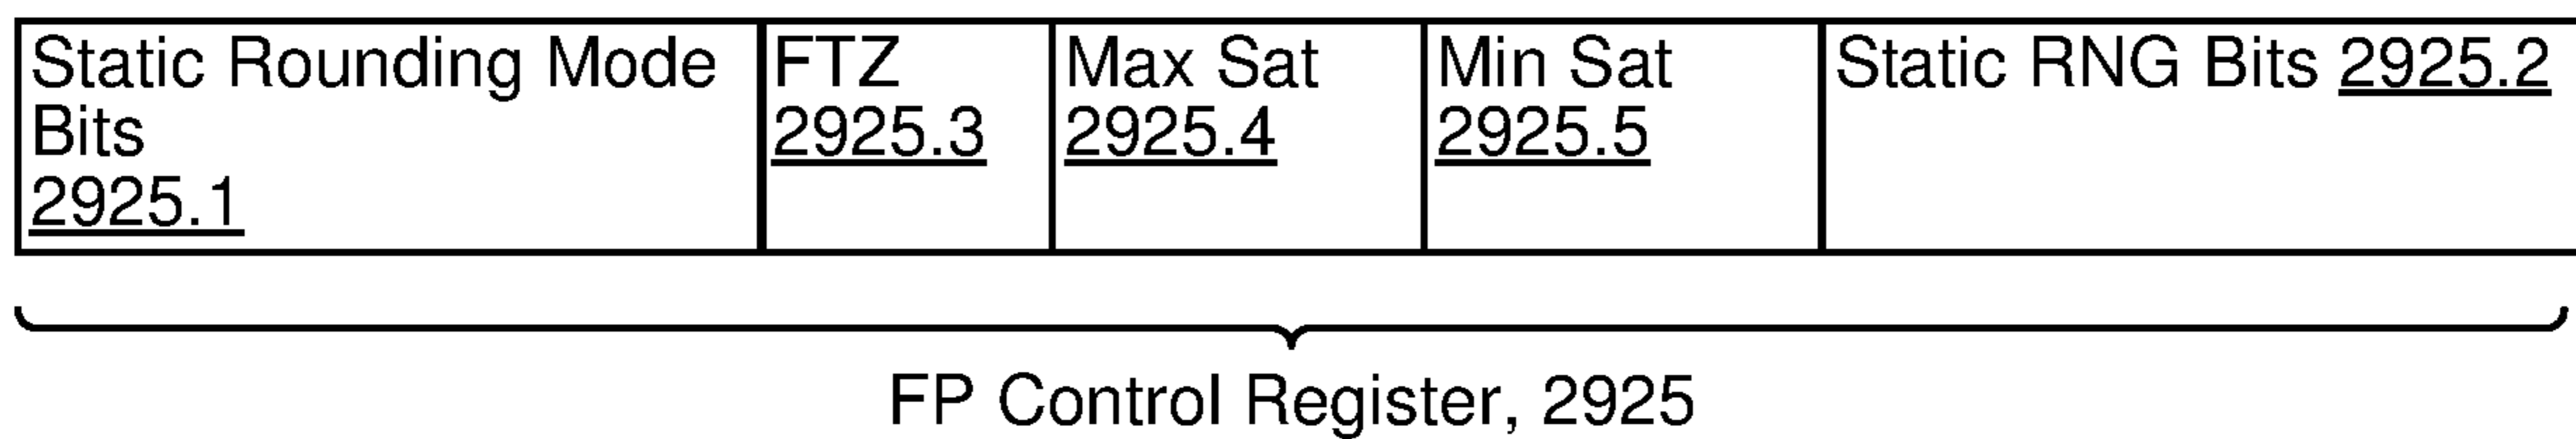 Static Rounding Mode
Bits
2925.1
FTZ
2925.3
Max Sat
2925.4
Min Sat
2925.5
Static RNG Bits 2925.2
FP Control Register, 2925